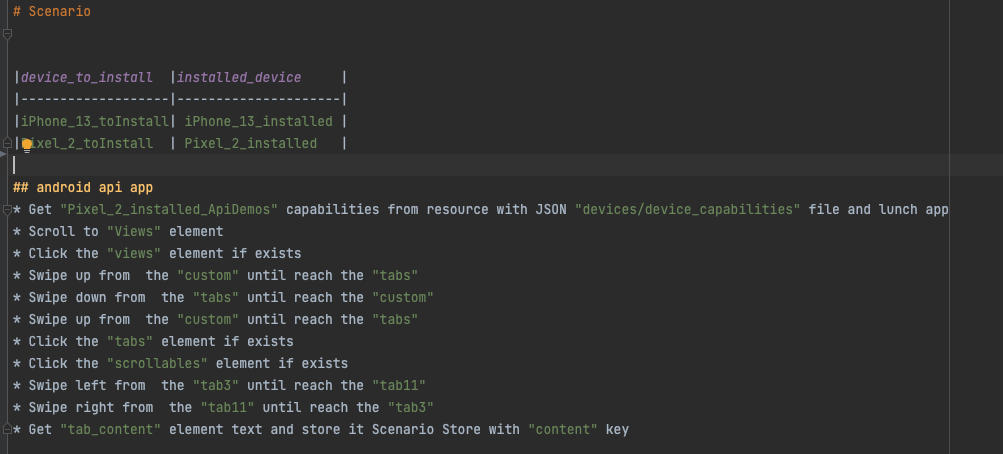 # Scenario
|device_to_install  |installed_device     |
|-------------------|---------------------|
|iPhone_13_toInstall| iPhone_13_installed |
|Pixel_2_toInstall  | Pixel_2_installed   |
## android api app
* Get "Pixel_2_installed_ApiDemos" capabilities from resource with JSON "devices/device_capabilities" file and lunch app
* Scroll to "Views" element
* Click the "views" element if exists
* Swipe up from  the "custom" until reach the "tabs"
* Swipe down from  the "tabs" until reach the "custom"
* Swipe up from  the "custom" until reach the "tabs"
* Click the "tabs" element if exists
* Click the "scrollables" element if exists
* Swipe left from  the "tab3" until reach the "tab11"
* Swipe right from  the "tab11" until reach the "tab3"
* Get "tab_content" element text and store it Scenario Store with "content" key